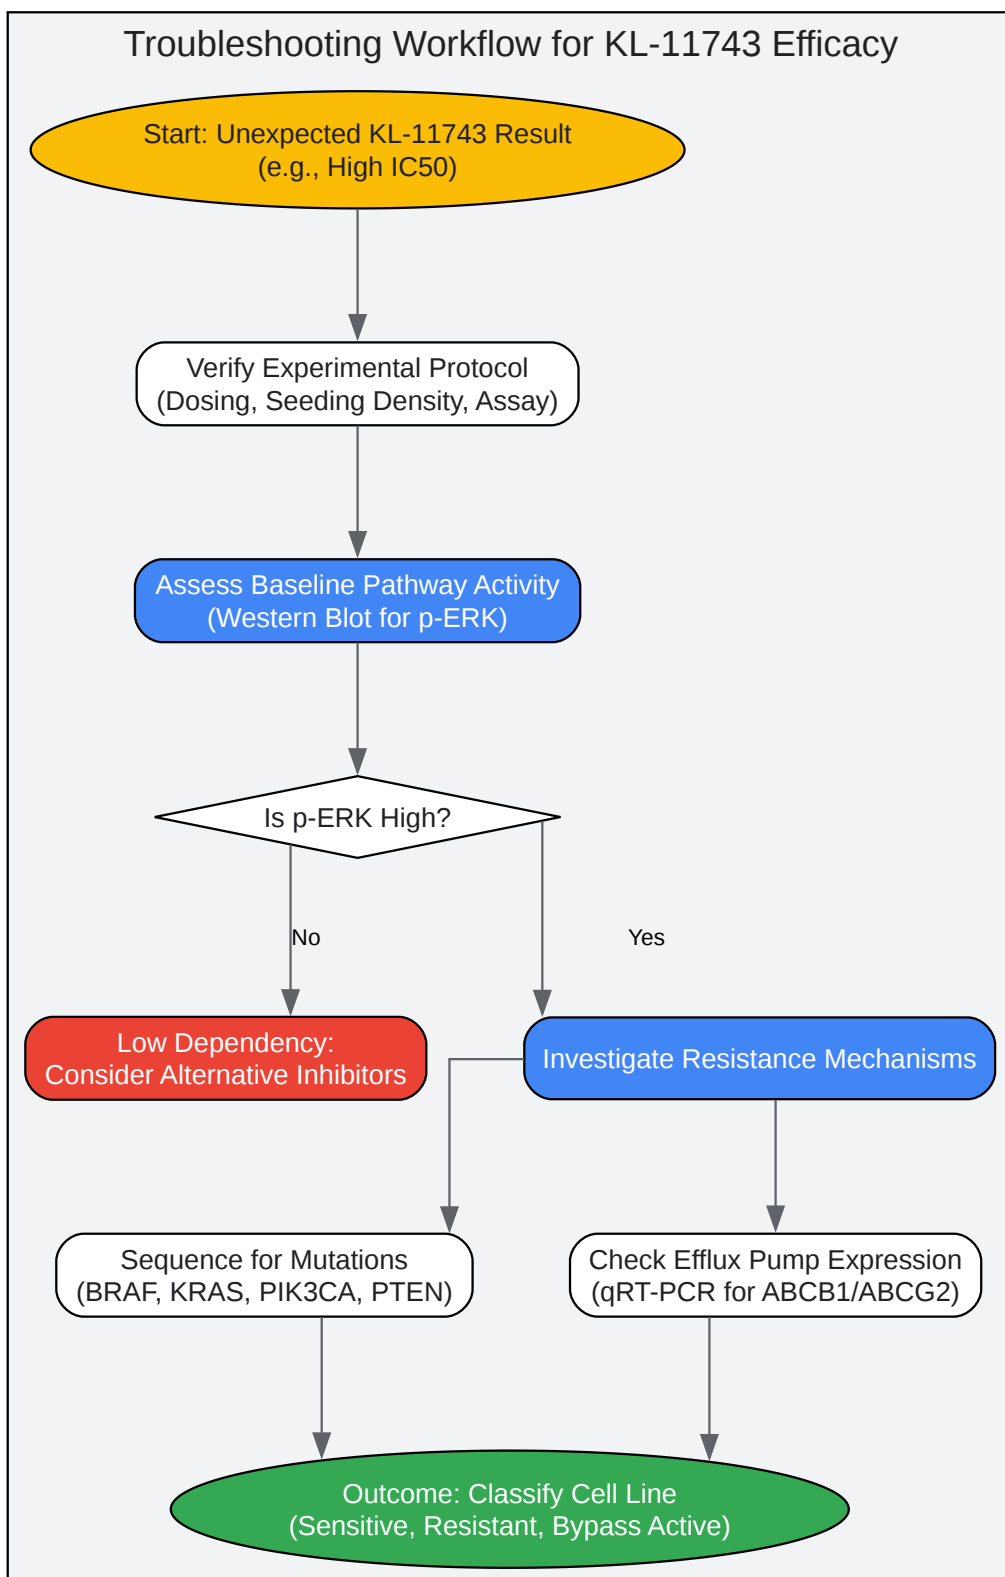 Troubleshooting Workflow for KL-11743 Efficacy
Start: Unexpected KL-11743 Result
(e.g., High IC50)
Verify Experimental Protocol
(Dosing, Seeding Density, Assay)
Assess Baseline Pathway Activity
(Western Blot for p-ERK)
Is p-ERK High?
No
Yes
Low Dependency:
Consider Alternative Inhibitors
Investigate Resistance Mechanisms
Sequence for Mutations
(BRAF, KRAS, PIK3CA, PTEN)
Check Efflux Pump Expression
(qRT-PCR for ABCB1/ABCG2)
Outcome: Classify Cell Line
(Sensitive, Resistant, Bypass Active)